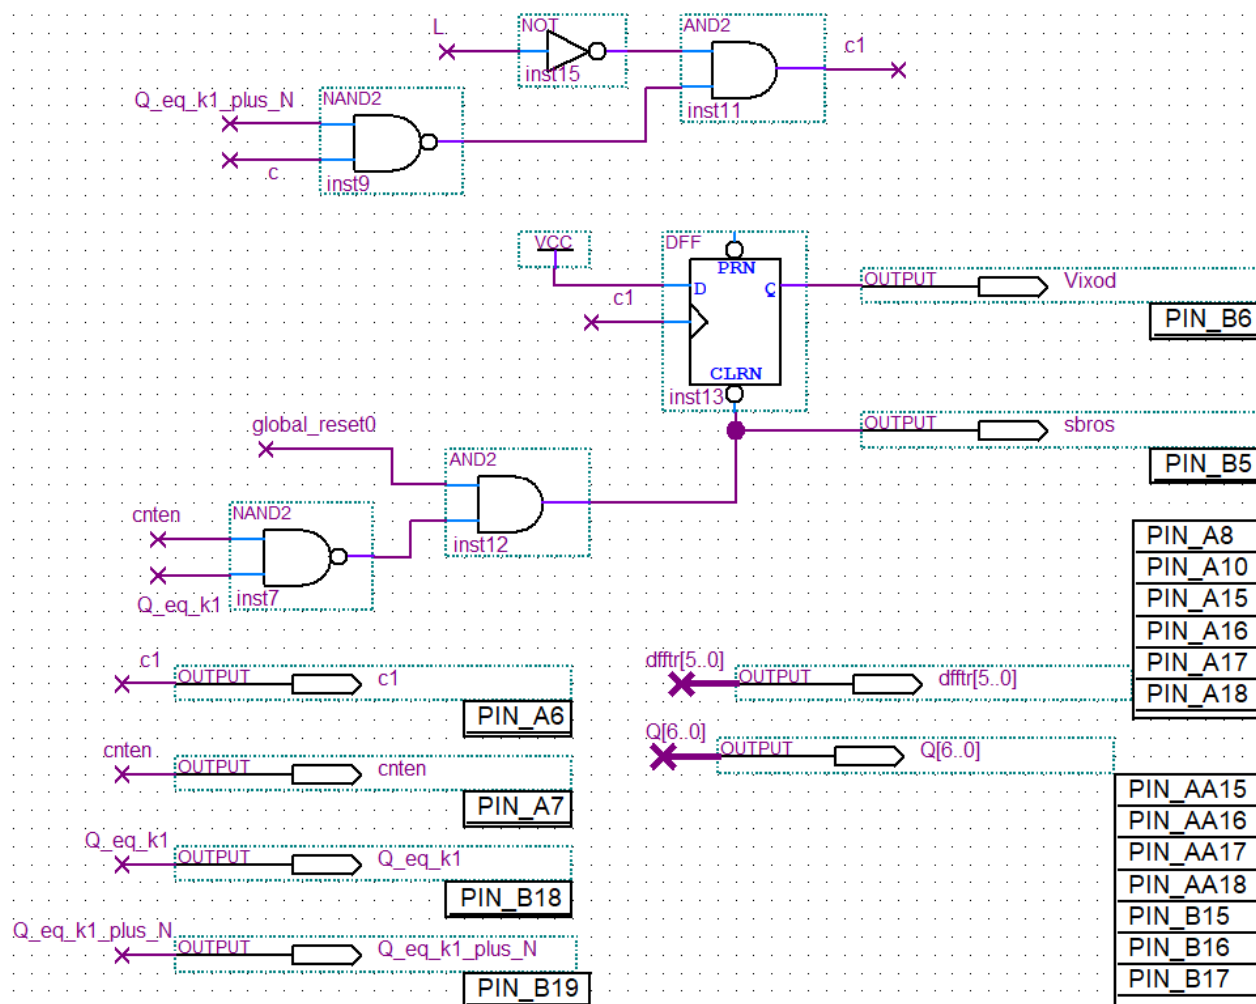 L
NOT
inst15
AND2
inst11
c1
Q_eq_k1_plus_N
c
NAND2
inst9
VCC
c1
DFF
PRN
D
Q
CLRN
inst13
OUTPUT
Vixod
PIN_B6
OUTPUT
sbros
PIN_B5
global_reset0
AND2
inst12
cnten
Q_eq_k1
NAND2
inst7
c1
OUTPUT
c1
PIN_A6
cnten
OUTPUT
cnten
PIN_A7
Q_eq_k1
OUTPUT
Q_eq_k1
PIN_B18
Q_eq_k1_plus_N
OUTPUT
Q_eq_k1_plus_N
PIN_B19
dfftr[5..0]
OUTPUT
dfftr[5..0]
PIN_A8
PIN_A10
PIN_A15
PIN_A16
PIN_A17
PIN_A18
Q[6..0]
OUTPUT
Q[6..0]
PIN_AA15
PIN_AA16
PIN_AA17
PIN_AA18
PIN_B15
PIN_B16
PIN_B17